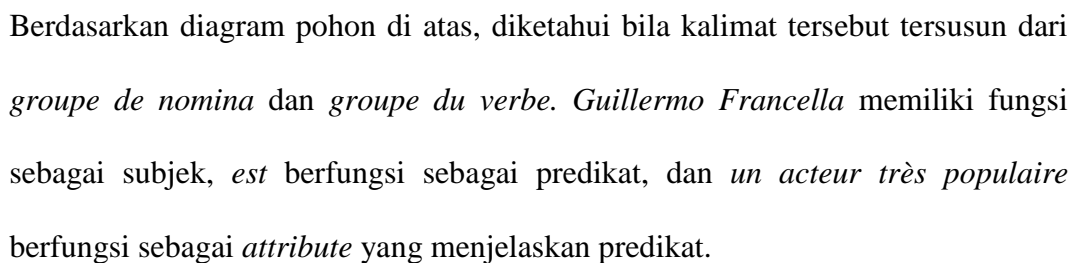 Berdasarkan diagram pohon di atas, diketahui bila kalimat tersebut tersusun dari
groupe de nomina dan groupe du verbe. Guillermo Francella memiliki fungsi
sebagai subjek, est berfungsi sebagai predikat, dan un acteur très populaire
berfungsi sebagai attribute yang menjelaskan predikat.